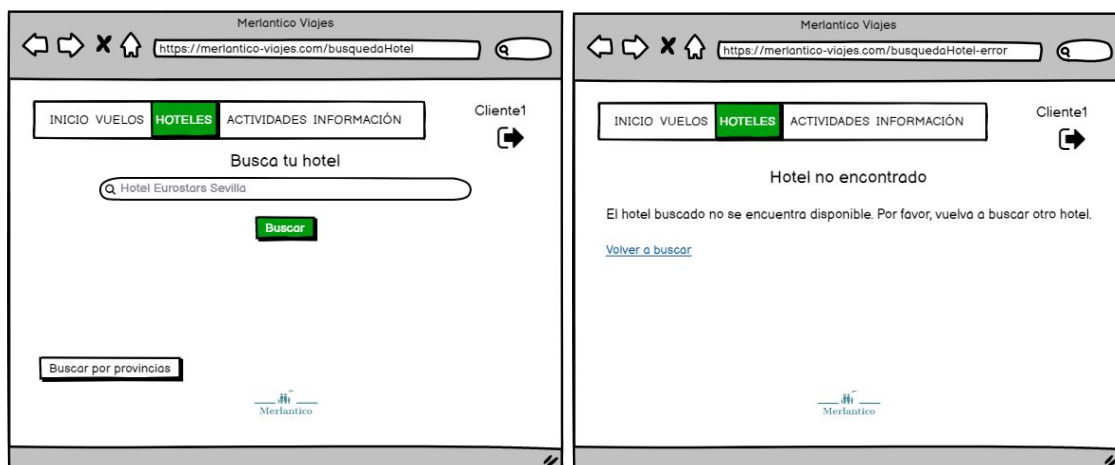 Merlantico Viajes
https://merlantico-viajes.com/busquedaHotel
INICIO VUELOS HOTELES ACTIVIDADES INFORMACIÓN
Cliente1
Busca tu hotel
Hotel Eurostars Sevilla
Buscar
Buscar por provincias
Merlantico
Merlantico Viajes
https://merlantico-viajes.com/busquedaHotel-error
INICIO VUELOS HOTELES ACTIVIDADES INFORMACIÓN
Cliente1
Hotel no encontrado
El hotel buscado no se encuentra disponible. Por favor, vuelva a buscar otro hotel.
Volver a buscar
Merlantico